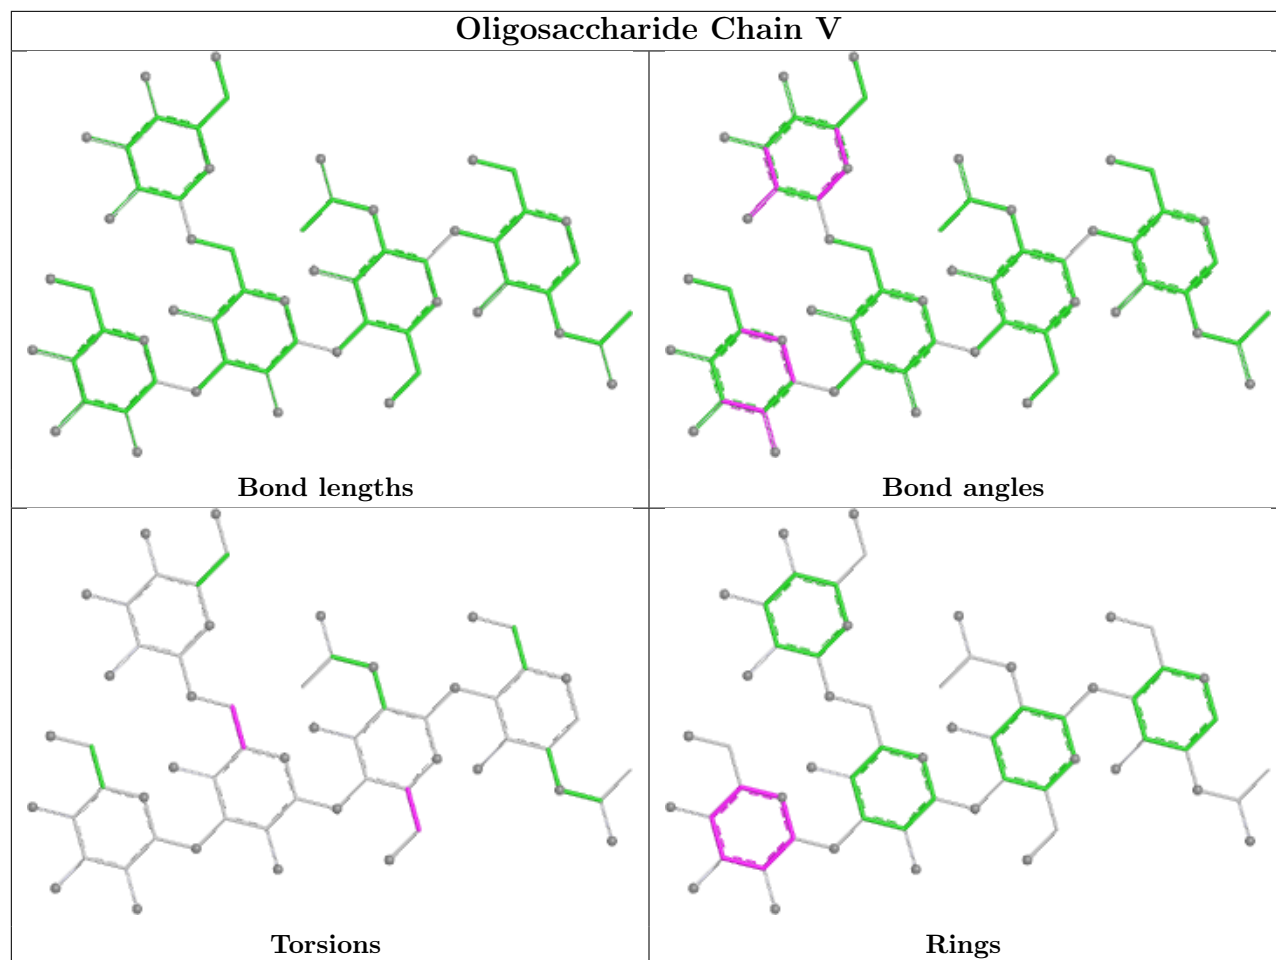 Oligosaccharide Chain V
Bond lengths
Bond angles
Torsions
Rings